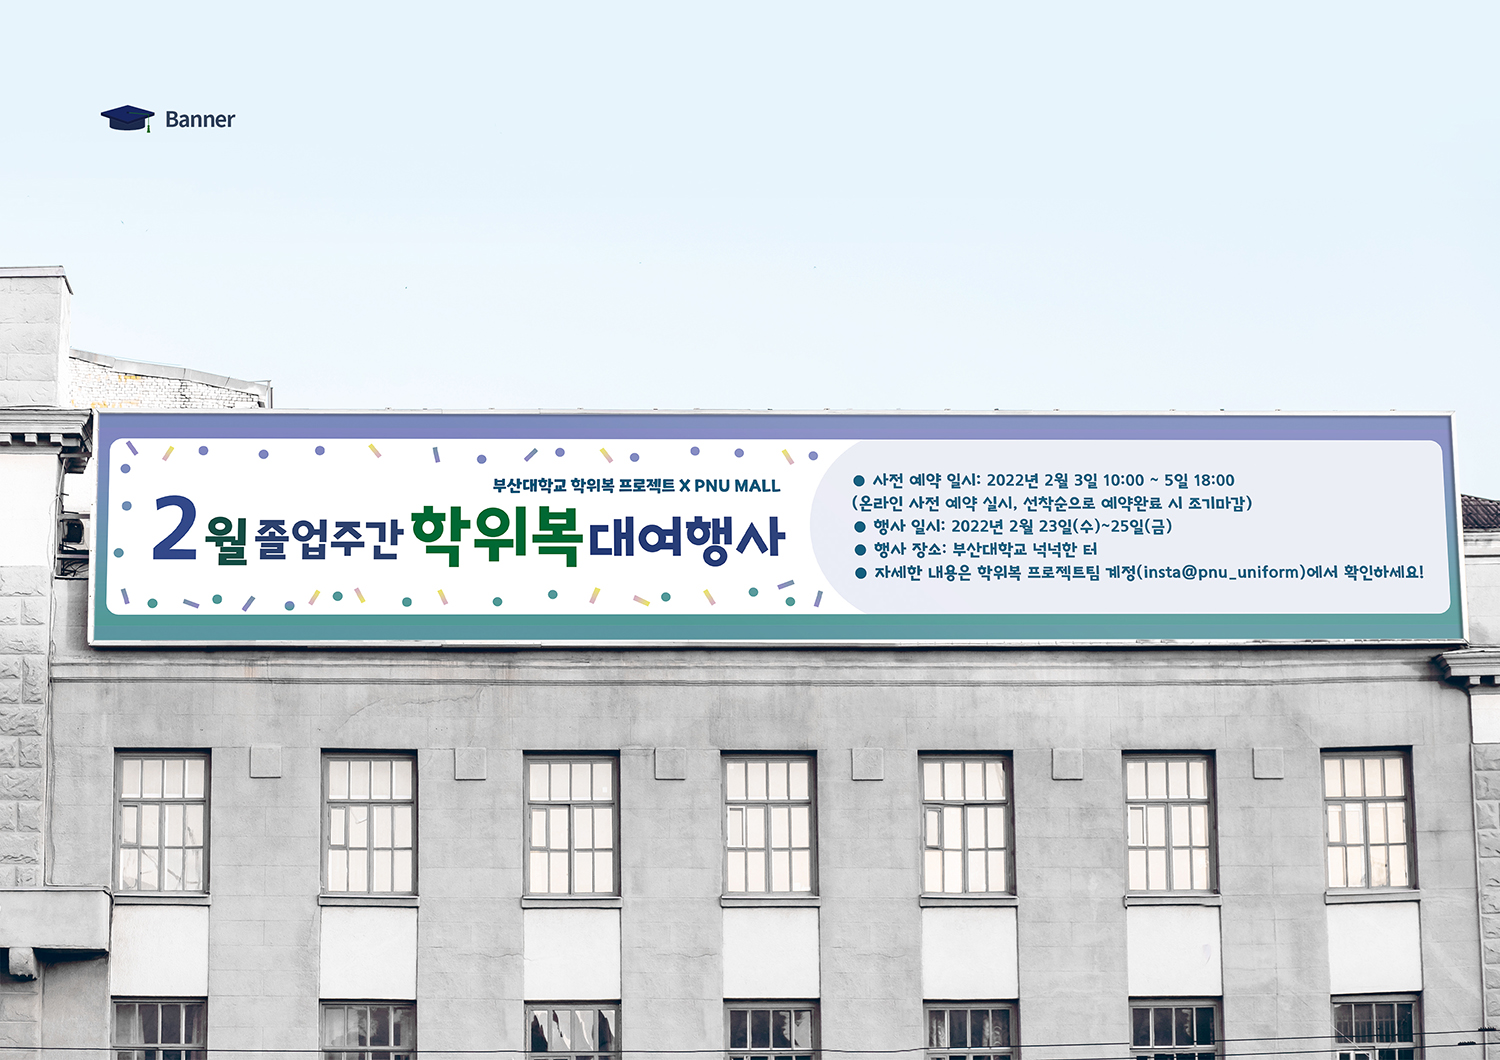 Banner
부산대학교 학위복 프로젝트 X PNU MALL
2월 졸업주간 학위복 대여행사
● 사전 예약 일시: 2022년 2월 3일 10:00 ~ 5일 18:00
(온라인 사전 예약 실시, 선착순으로 예약완료 시 조기마감)
● 행사 일시: 2022년 2월 23일(수)~25일(금)
● 행사 장소: 부산대학교 넉넉한 터
● 자세한 내용은 학위복 프로젝트팀 계정(insta@pnu_uniform)에서 확인하세요!